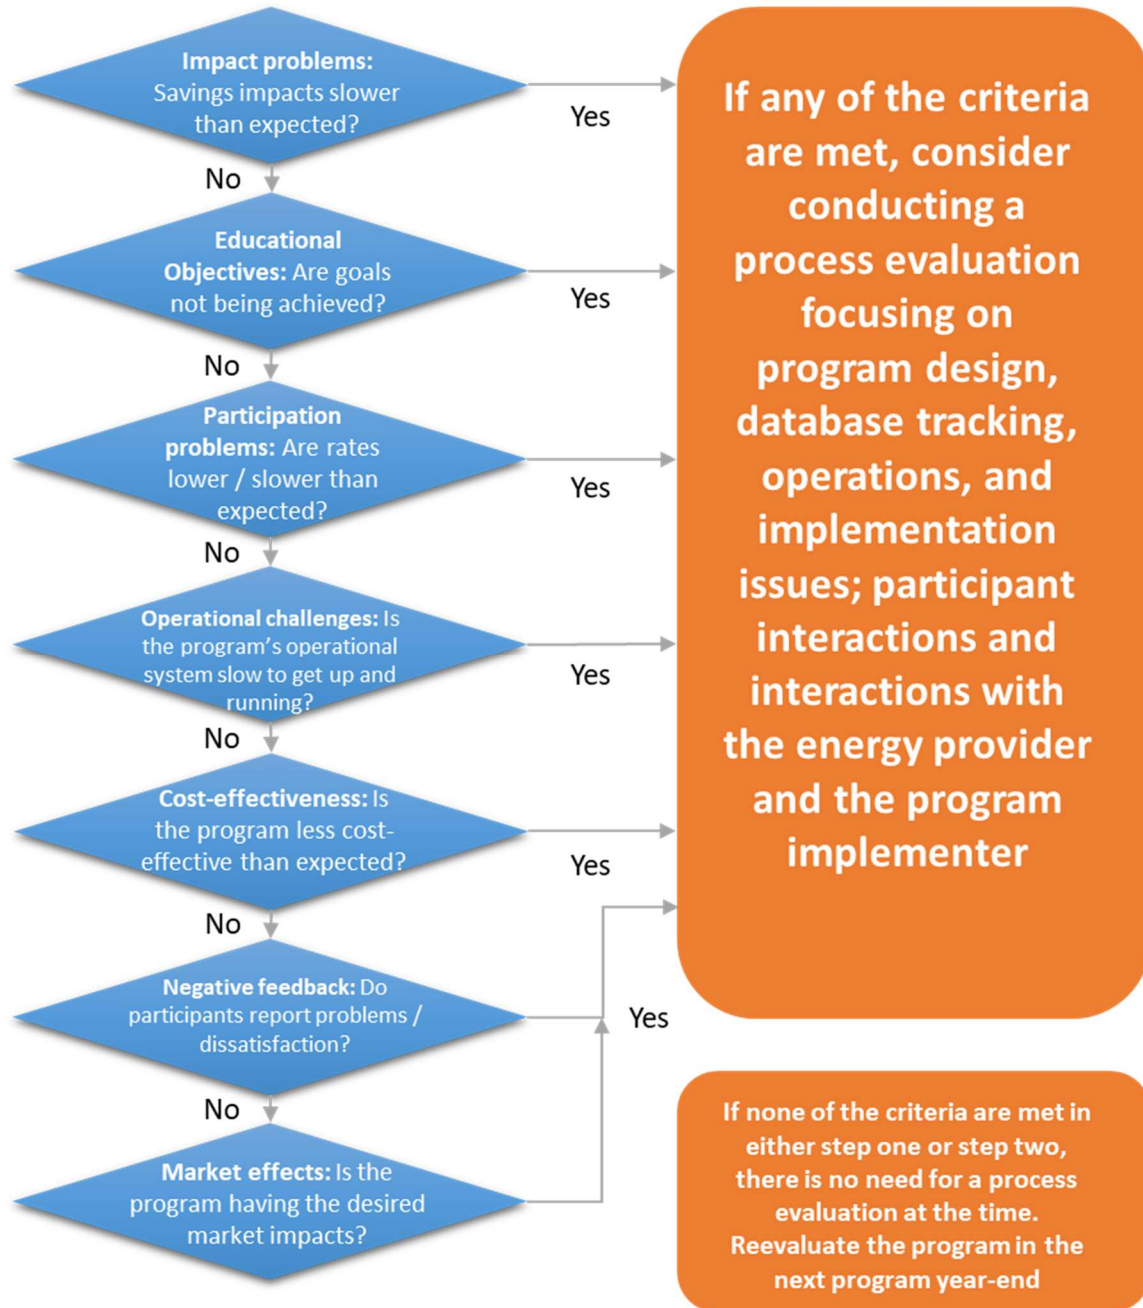 Impact problems:
Savings impacts slower
than expected?
Yes
No
Educational
Objectives: Are goals
not being achieved?
Yes
No
Participation
problems: Are rates
lower / slower than
expected?
Yes
No
Operational challenges: Is
the program's operational
system slow to get up and
running?
Yes
No
Cost-effectiveness: Is
the program less cost-
effective than expected?
Yes
No
Negative feedback: Do
participants report problems /
dissatisfaction?
Yes
No
Market effects: Is the
program having the desired
market impacts?
If any of the criteria
are met, consider
conducting a
process evaluation
focusing on
program design,
database tracking,
operations, and
implementation
issues; participant
interactions and
interactions with
the energy provider
and the program
implementer
If none of the criteria are met in
either step one or step two,
there is no need for a process
evaluation at the time.
Reevaluate the program in the
next program year-end